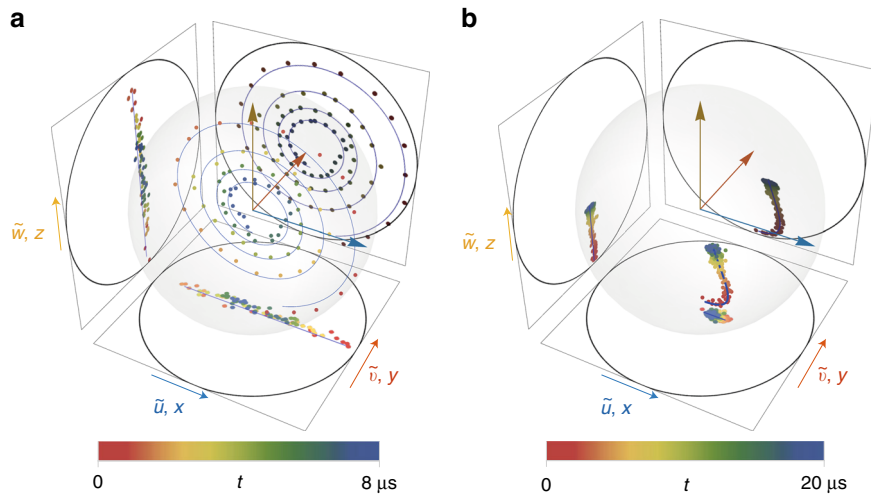 a
b
w̃, z
ṽ, y
ũ, x
0 t 8 μs
w̃, z
ṽ, y
ũ, x
0 t 20 μs